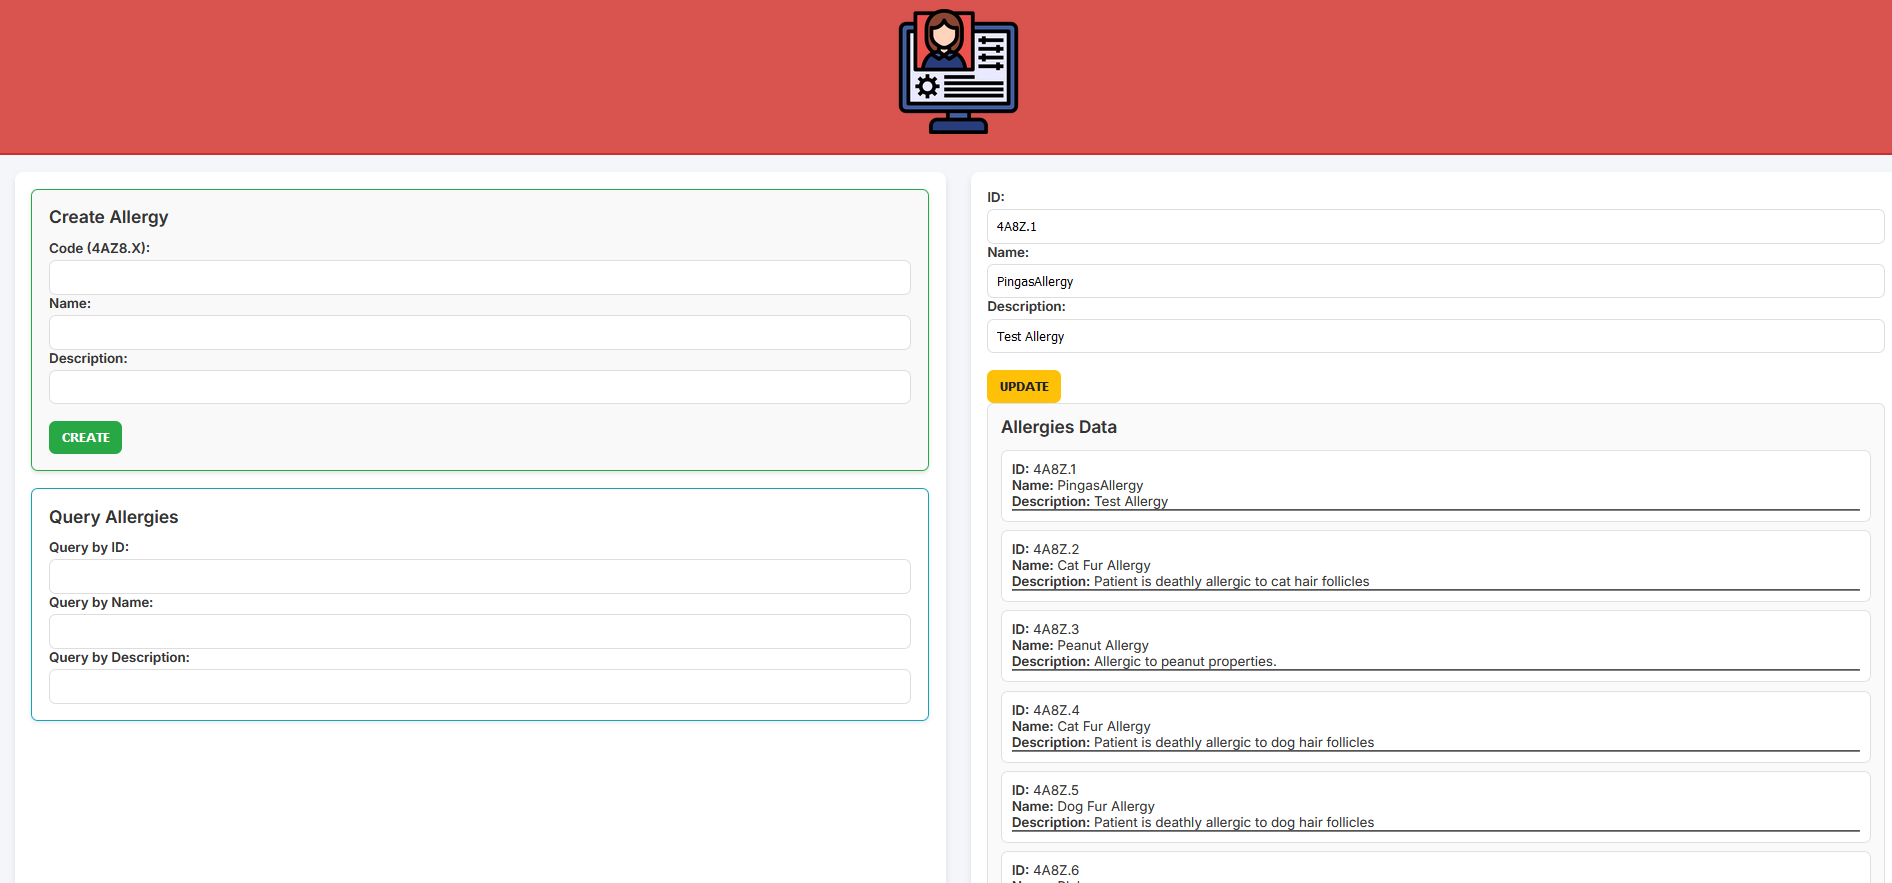 Create Allergy
Code (4AZ8.X):
Name:
Description:
CREATE
Query Allergies
Query by ID:
Query by Name:
Query by Description:
ID:
4A8Z.1
Name:
PingasAllergy
Description:
Test Allergy
UPDATE
Allergies Data
ID: 4A8Z.1
Name: PingasAllergy
Description: Test Allergy
ID: 4A8Z.2
Name: Cat Fur Allergy
Description: Patient is deathly allergic to cat hair follicles
ID: 4A8Z.3
Name: Peanut Allergy
Description: Allergic to peanut properties.
ID: 4A8Z.4
Name: Cat Fur Allergy
Description: Patient is deathly allergic to dog hair follicles
ID: 4A8Z.5
Name: Dog Fur Allergy
Description: Patient is deathly allergic to dog hair follicles
ID: 4A8Z.6